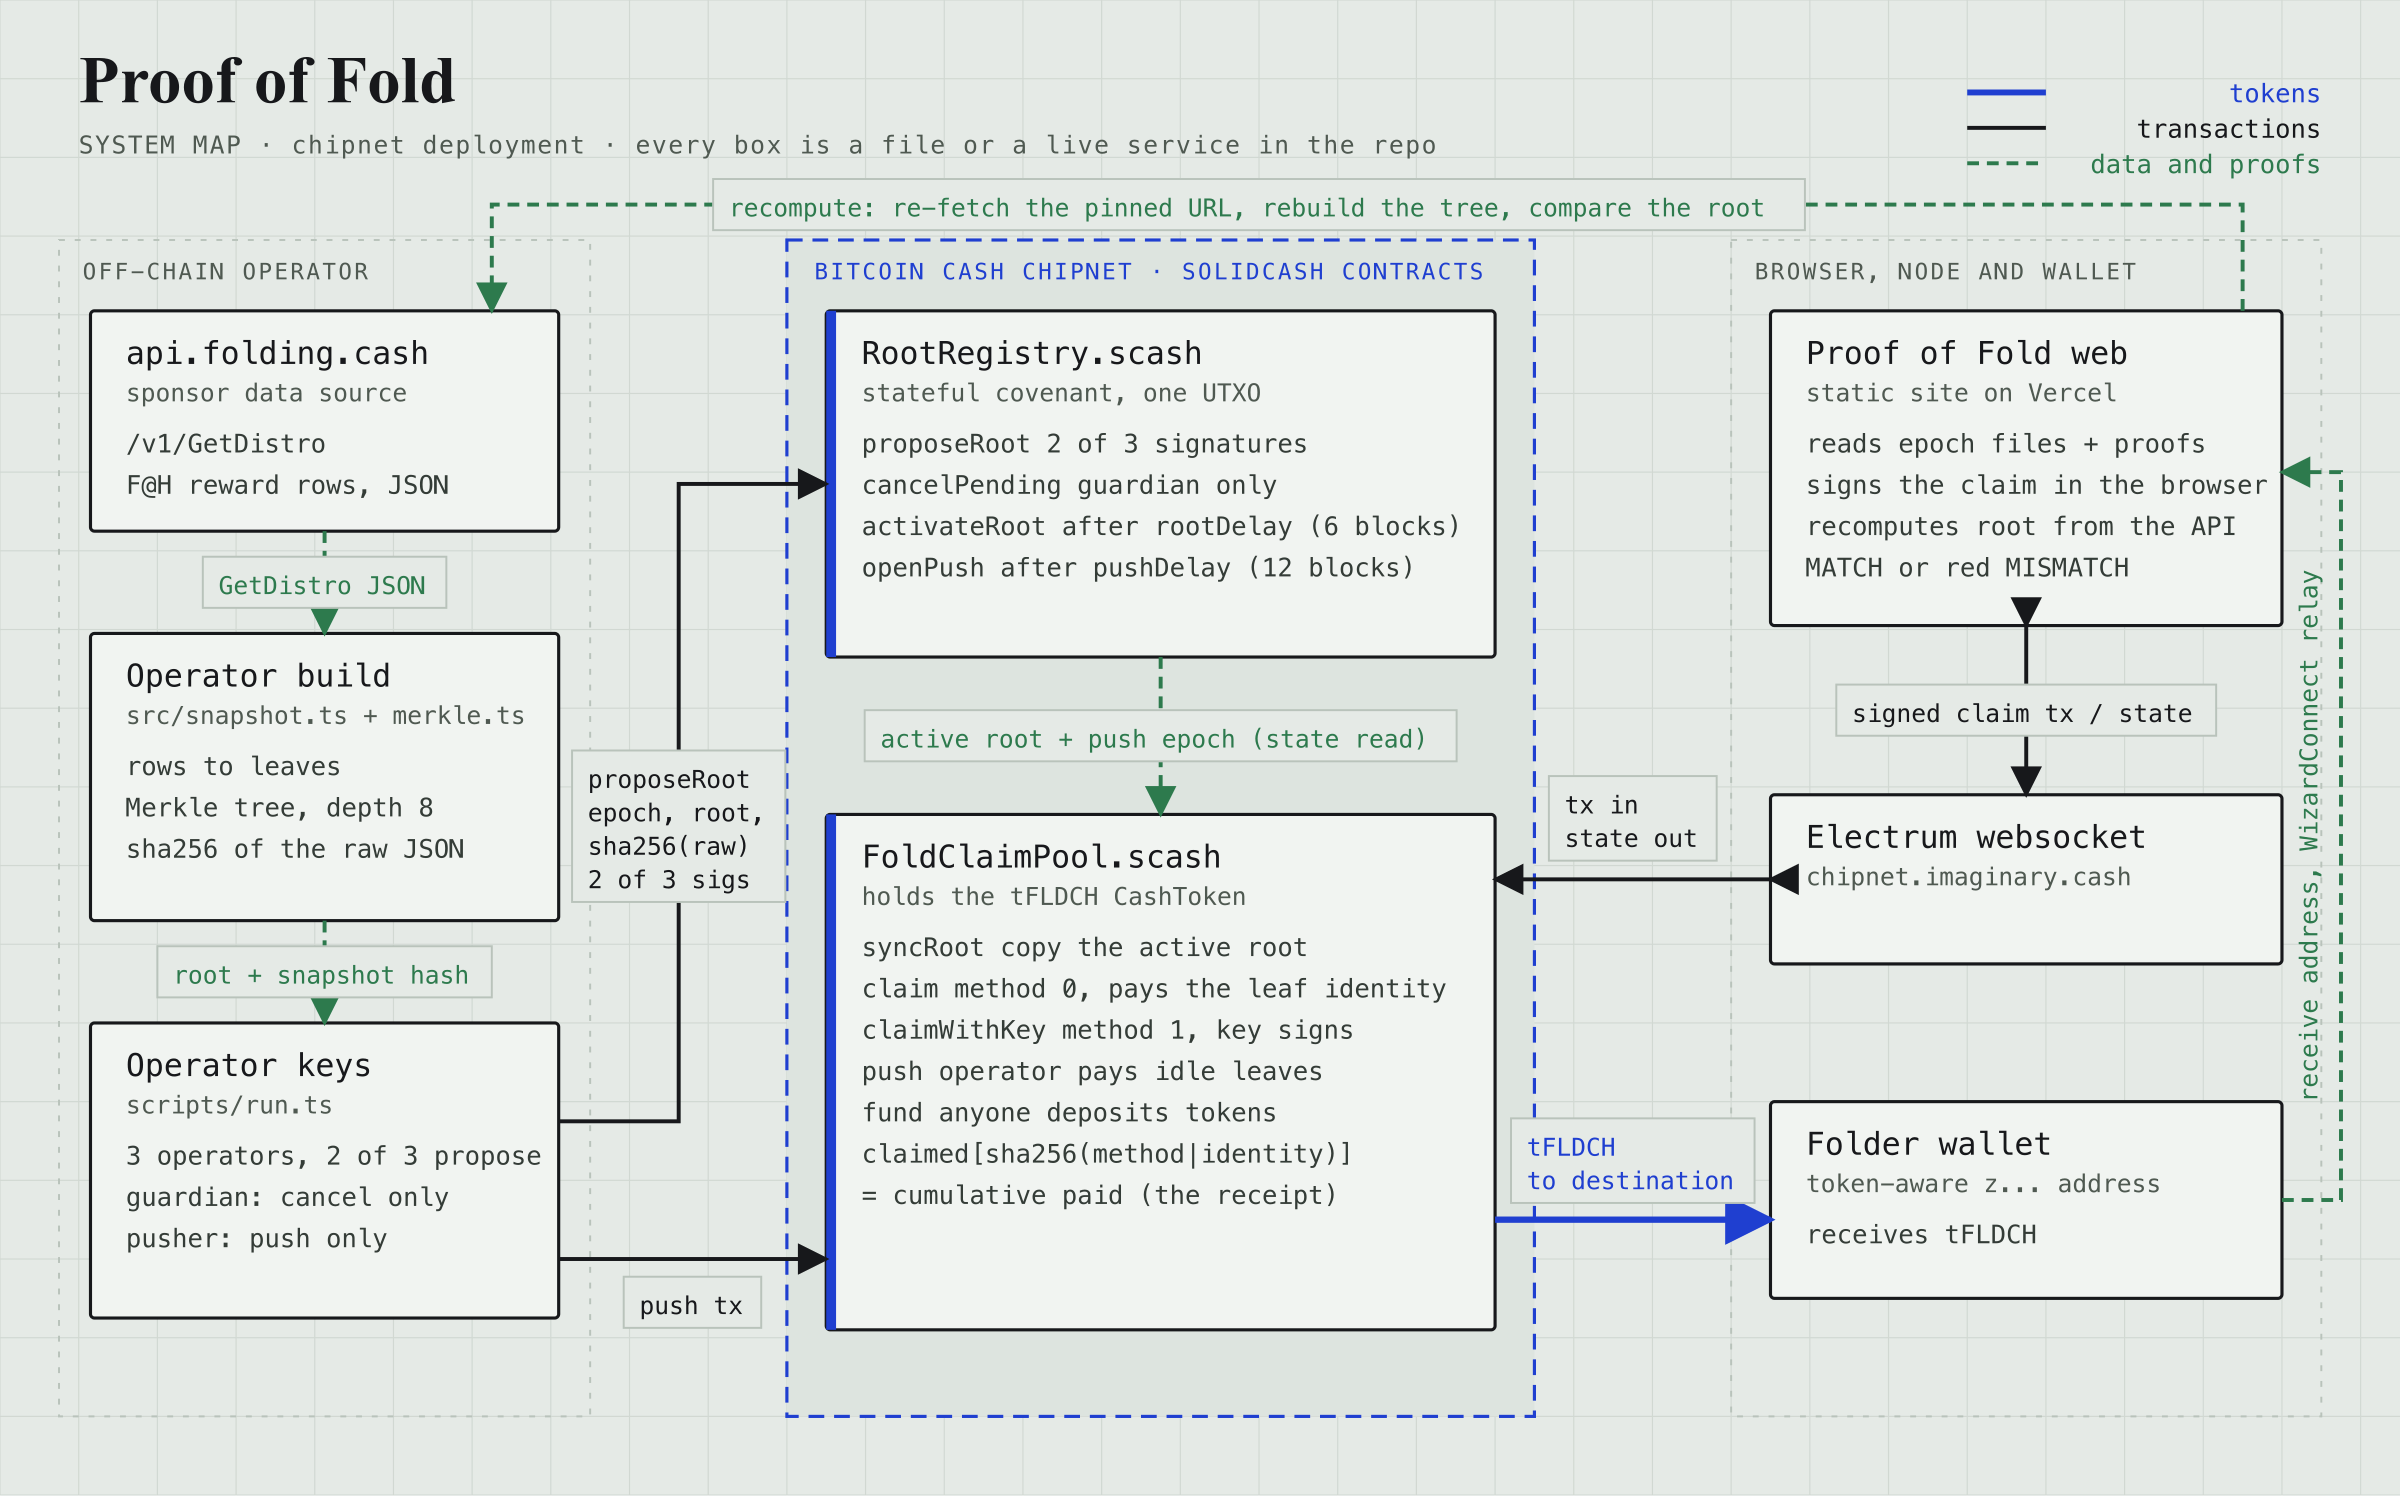 Proof of Fold
SYSTEM MAP · chipnet deployment · every box is a file or a live service in the repo
tokens
transactions
data and proofs
recompute: re-fetch the pinned URL, rebuild the tree, compare the root
OFF-CHAIN OPERATOR
api.folding.cash
sponsor data source
/v1/GetDistro
F@H reward rows, JSON
GetDistro JSON
Operator build
src/snapshot.ts + merkle.ts
rows to leaves
Merkle tree, depth 8
sha256 of the raw JSON
root + snapshot hash
Operator keys
scripts/run.ts
3 operators, 2 of 3 propose
guardian: cancel only
pusher: push only
proposeRoot
epoch, root,
sha256(raw)
2 of 3 sigs
push tx
BITCOIN CASH CHIPNET · SOLIDCASH CONTRACTS
RootRegistry.scash
stateful covenant, one UTXO
proposeRoot 2 of 3 signatures
cancelPending guardian only
activateRoot after rootDelay (6 blocks)
openPush after pushDelay (12 blocks)
active root + push epoch (state read)
FoldClaimPool.scash
holds the tFLDCH CashToken
syncRoot copy the active root
claim method 0, pays the leaf identity
claimWithKey method 1, key signs
push operator pays idle leaves
fund anyone deposits tokens
claimed[sha256(method|identity)]
= cumulative paid (the receipt)
tx in
state out
tFLDCH
to destination
BROWSER, NODE AND WALLET
Proof of Fold web
static site on Vercel
reads epoch files + proofs
signs the claim in the browser
recomputes root from the API
MATCH or red MISMATCH
signed claim tx / state
Electrum websocket
chipnet.imaginary.cash
Folder wallet
token-aware z... address
receives tFLDCH
receive address, WizardConnect relay